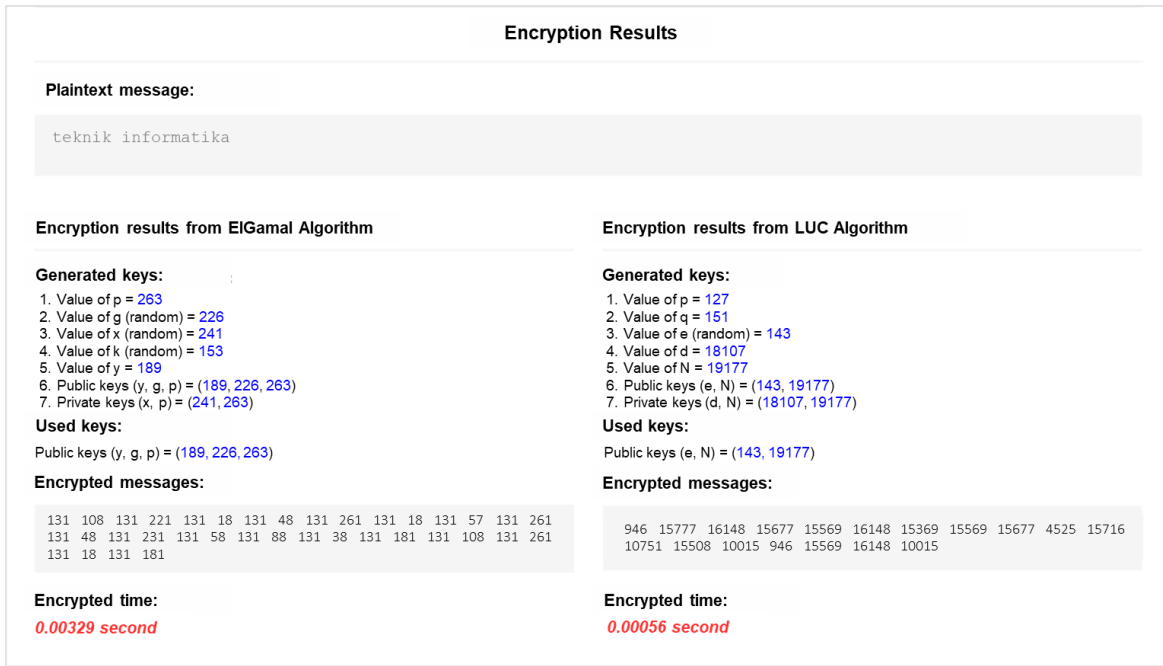 Encryption Results
Plaintext message:
teknik informatika
Encryption results from ElGamal Algorithm
Generated keys:
1. Value of p = 263
2. Value of g (random) = 226
3. Value of x (random) = 241
4. Value of k (random) = 153
5. Value of y = 189
6. Public keys (y, g, p) = (189, 226, 263)
7. Private keys (x, p) = (241, 263)
Used keys:
Public keys (y, g, p) = (189, 226, 263)
Encrypted messages:
131 108 131 221 131 18 131 48 131 261 131 18 131 57 131 261
131 48 131 231 131 58 131 88 131 38 131 181 131 108 131 261
131 18 131 181
Encrypted time:
0.00329 second
Encryption results from LUC Algorithm
Generated keys:
1. Value of p = 127
2. Value of q = 151
3. Value of e (random) = 143
4. Value of d = 18107
5. Value of N = 19177
6. Public keys (e, N) = (143, 19177)
7. Private keys (d, N) = (18107, 19177)
Used keys:
Public keys (e, N) = (143, 19177)
Encrypted messages:
946 15777 16148 15677 15569 16148 15369 15569 15677 4525 15716
10751 15508 10015 946 15569 16148 10015
Encrypted time:
0.00056 second